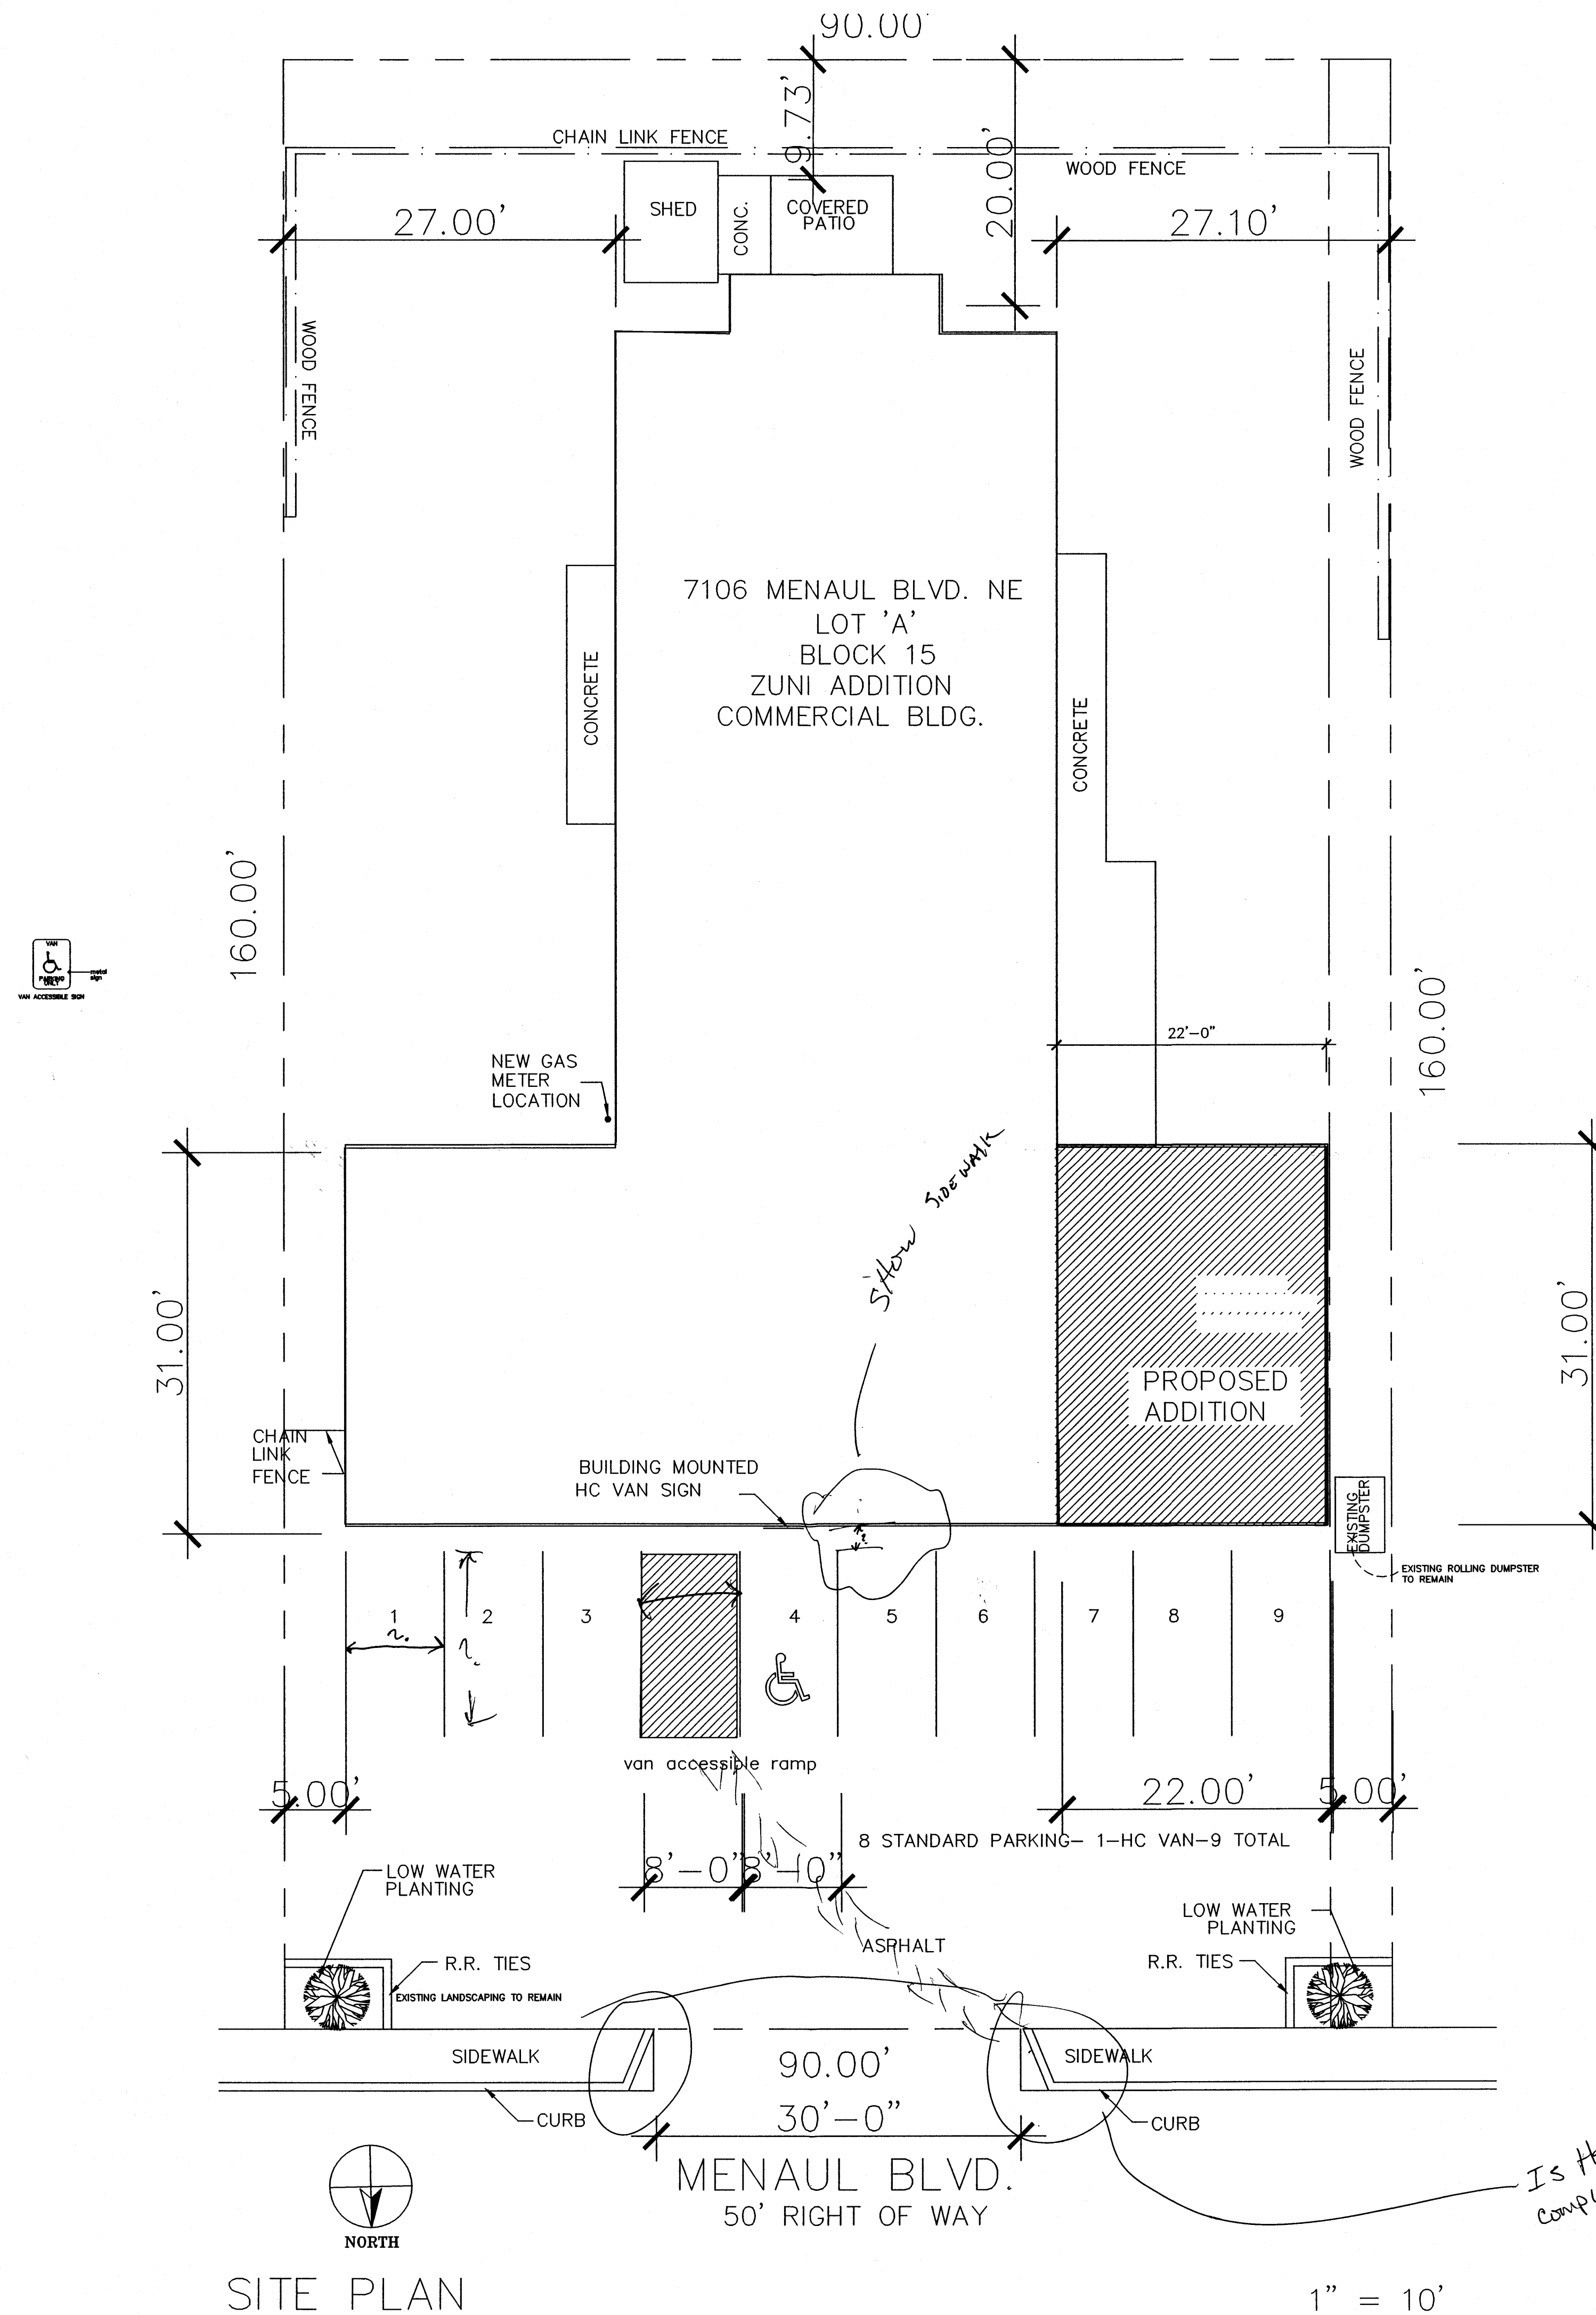 90.00'
CHAIN LINK FENCE
9.73'
20.00'
WOOD FENCE
27.00'
SHED
CONC.
COVERED
PATIO
27.10'
WOOD FENCE
WOOD FENCE
7106 MENAUL BLVD. NE
LOT 'A'
BLOCK 15
ZUNI ADDITION
COMMERCIAL BLDG.
CONCRETE
CONCRETE
160.00'
VAN
PARKING
ONLY
metal
sign
VAN ACCESSIBLE SIGN
160.00'
22'-0"
NEW GAS
METER
LOCATION
SHOW SIDEWALK
31.00'
31.00'
PROPOSED
ADDITION
CHAIN
LINK
FENCE
BUILDING MOUNTED
HC VAN SIGN
?
EXISTING
DUMPSTER
EXISTING ROLLING DUMPSTER
TO REMAIN
1 2 3 4 5 6 7 8 9
?
?
van accessible ramp
5.00'
22.00'
5.00'
8 STANDARD PARKING- 1-HC VAN-9 TOTAL
8'-0"
8'-0"
LOW WATER
PLANTING
LOW WATER
PLANTING
ASPHALT
R.R. TIES
R.R. TIES
EXISTING LANDSCAPING TO REMAIN
SIDEWALK
90.00'
SIDEWALK
30'-0"
CURB
CURB
MENAUL BLVD.
50' RIGHT OF WAY
Is
NORTH
SITE PLAN
1" = 10'